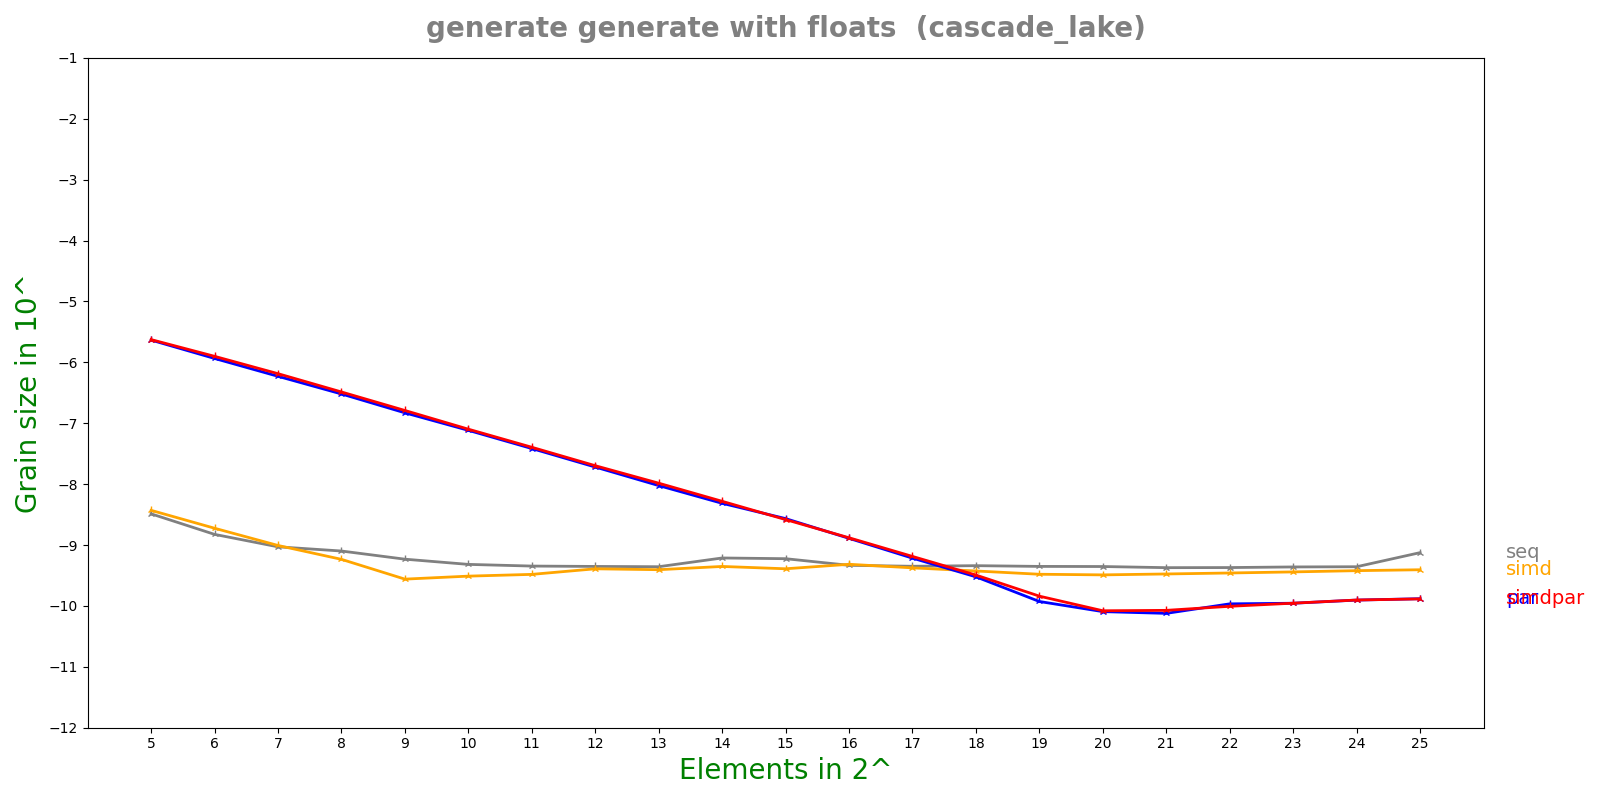 generate generate with floats (cascade_lake)
Grain size in 10^
−1
−2
−3
−4
−5
−6
−7
−8
−9
−10
−11
−12
5 6 7 8 9 10 11 12 13 14 15 16 17 18 19 20 21 22 23 24 25
Elements in 2^
seq
simd
par
simdpar